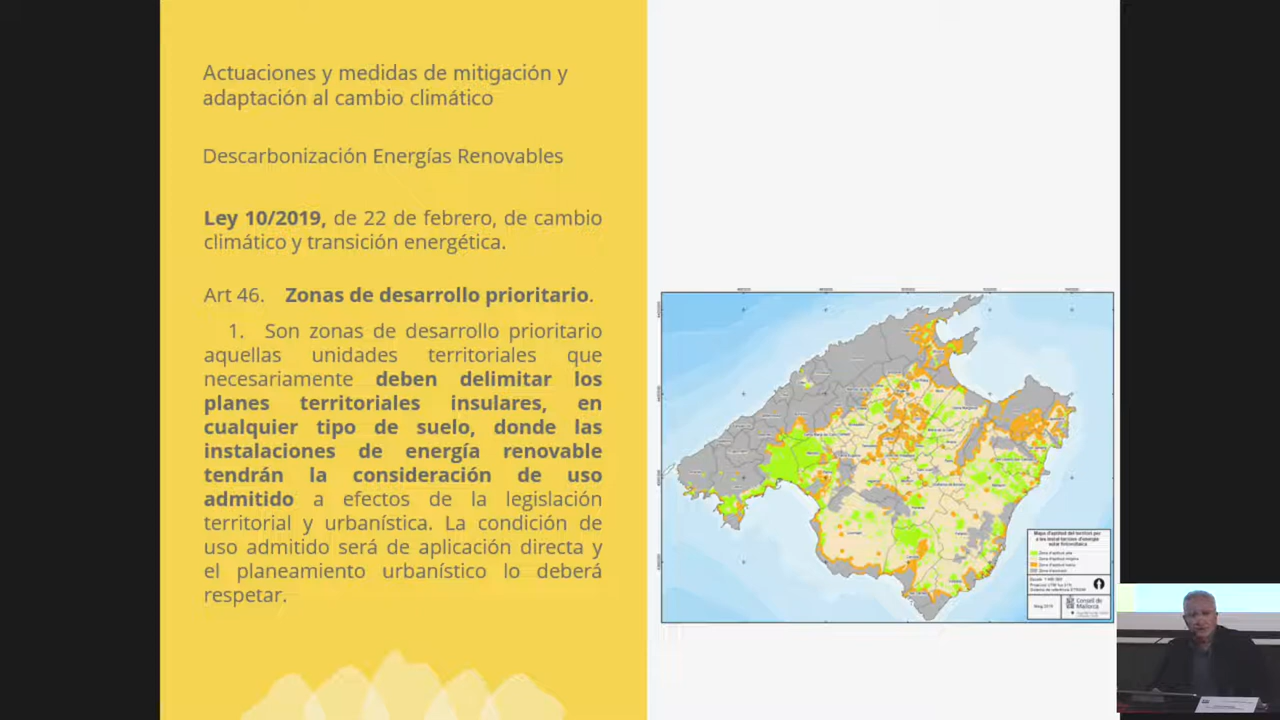 Actuaciones y medidas de mitigación y
adaptación al cambio climático
Descarbonización Energías Renovables
Ley 10/2019, de 22 de febrero, de cambio
climático y transición energética.
Art 46. Zonas de desarrollo prioritario.
1. Son zonas de desarrollo prioritario
aquellas unidades territoriales que
necesariamente deben delimitar los
planes territoriales insulares, en
cualquier tipo de suelo, donde las
instalaciones de energía renovable
tendrán la consideración de uso
admitido a efectos de la legislación
territorial y urbanística. La condición de
uso admitido será de aplicación directa y
el planeamiento urbanístico lo deberá
respetar.
Consell de
Mallorca